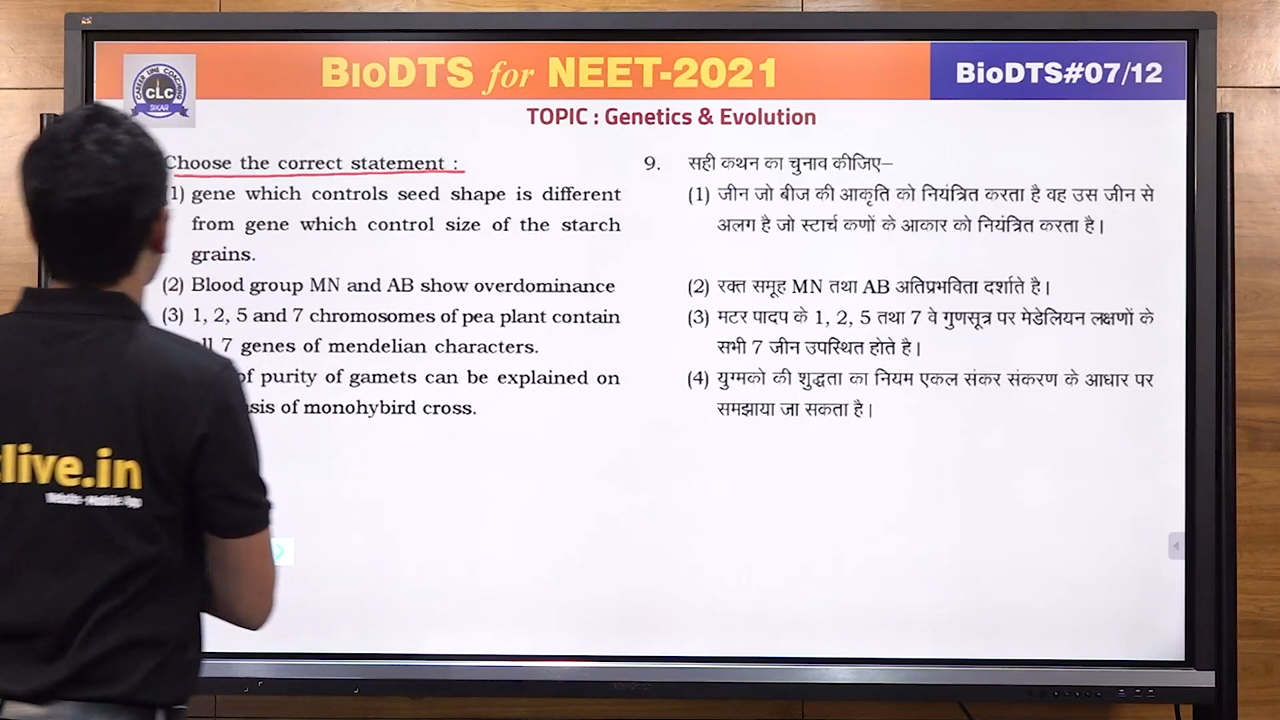 BIODTS for NEET-2021
BioDTS#07/12
CAREER LINE COACHING
CLC
SIKAR
TOPIC : Genetics & Evolution
Choose the correct statement :
1) gene which controls seed shape is different
from gene which control size of the starch
grains.
(2) Blood group MN and AB show overdominance
(3) 1, 2, 5 and 7 chromosomes of pea plant contain
7 genes of mendelian characters.
of purity of gamets can be explained on
of monohybird cross.
9. सही कथन का चुनाव कीजिए–
(1) जीन जो बीज की आकृति को नियंत्रित करता है वह उस जीन से
अलग है जो स्टार्च कणों के आकार को नियंत्रित करता है।
(2) रक्त समूह MN तथा AB अतिप्रभविता दर्शाते है।
(3) मटर पादप के 1, 2, 5 तथा 7 वे गुणसूत्र पर मेडेलियन लक्षणों के
सभी 7 जीन उपस्थित होते है।
(4) युग्मको की शुद्धता का नियम एकल संकर संकरण के आधार पर
समझाया जा सकता है।
live.in